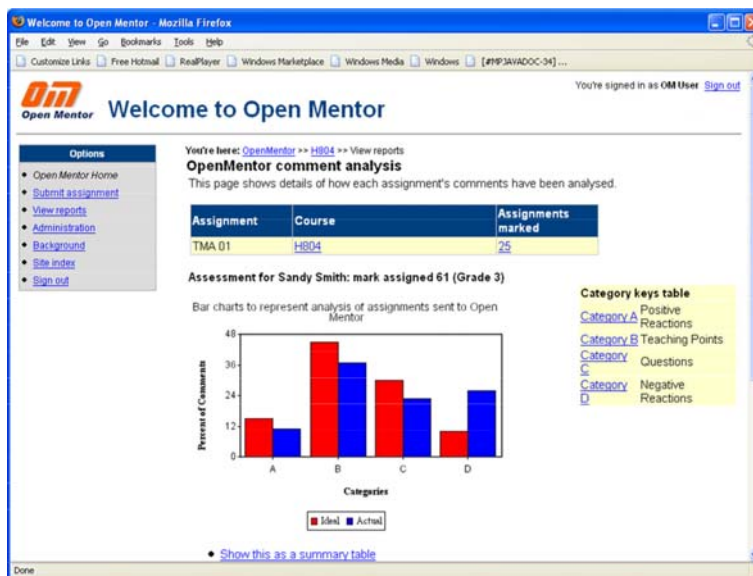 Welcome to Open Mentor - Mozilla Firefox
File Edit View Go Bookmarks Tools Help
Customize Links Free Hotmail RealPlayer Windows Marketplace Windows Media Windows [#MPJAVADOC-34] ...
You're signed in as OM User Sign out
OM
Open Mentor
Welcome to Open Mentor
Options
Open Mentor Home
Submit assignment
View reports
Administration
Background
Site index
Sign out
You're here: OpenMentor >> H804 >> View reports
OpenMentor comment analysis
This page shows details of how each assignment's comments have been analysed.
Assignment Course Assignments marked
TMA 01 H804 25
Assessment for Sandy Smith: mark assigned 61 (Grade 3)
Bar charts to represent analysis of assignments sent to Open
Mentor
48
36
24
12
0
Percent of Comments
A B C D
Categories
Ideal Actual
Category keys table
Category A Positive Reactions
Category B Teaching Points
Category C Questions
Category D Negative Reactions
Show this as a summary table
Done